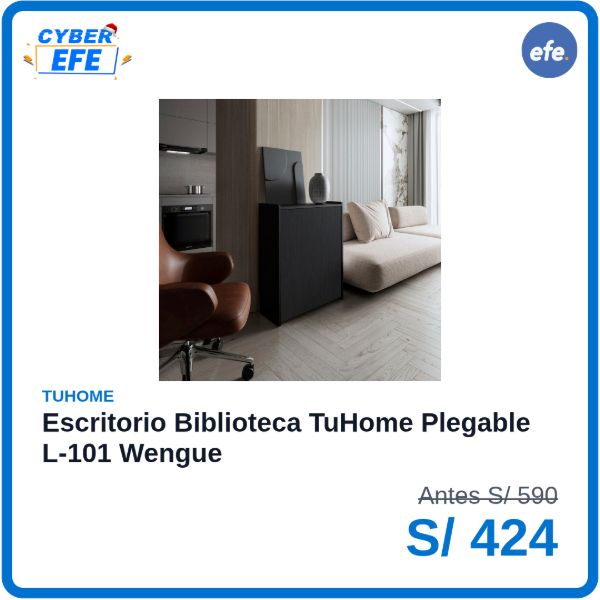 CYBER
EFE
efe.
TUHOME
Escritorio Biblioteca TuHome Plegable
L-101 Wengue
Antes S/ 590
S/ 424